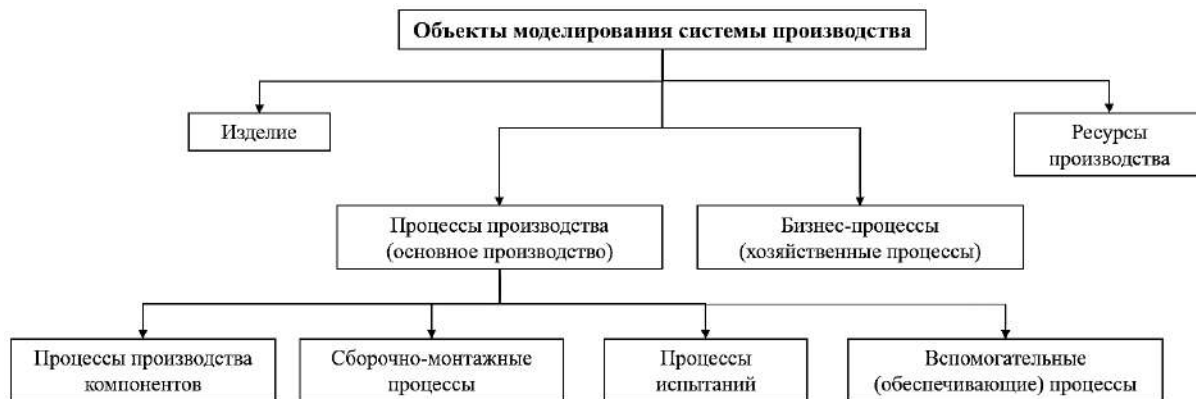 Объекты моделирования системы производства
Изделие
Ресурсы
производства
Процессы производства
(основное производство)
Бизнес-процессы
(хозяйственные процессы)
Процессы производства
компонентов
Сборочно-монтажные
процессы
Процессы
испытаний
Вспомогательные
(обеспечивающие) процессы